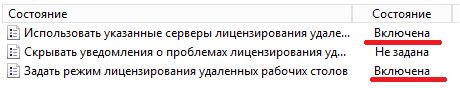 Состояние Состояние
Использовать указанные серверы лицензирования удале... Включена
Скрывать уведомления о проблемах лицензирования уд... Не задана
Задать режим лицензирования удаленных рабочих столов Включена